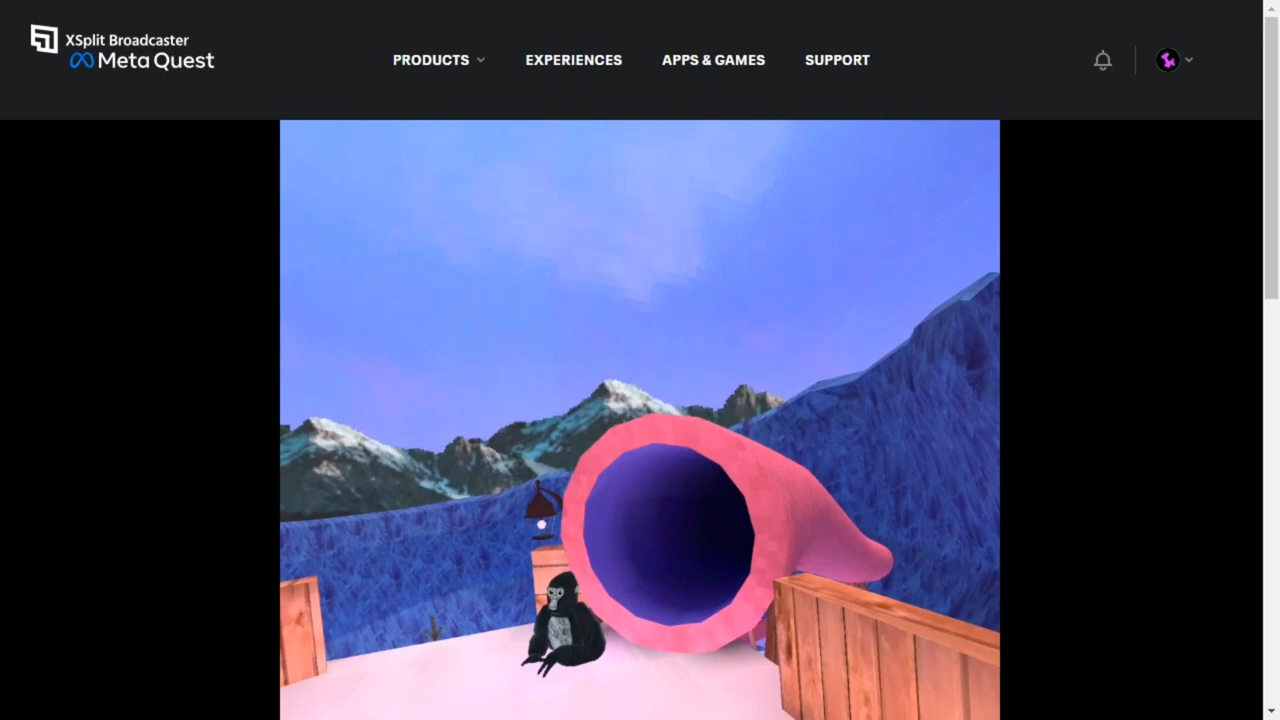 XSplit Broadcaster
Meta Quest
PRODUCTS
EXPERIENCES
APPS & GAMES
SUPPORT